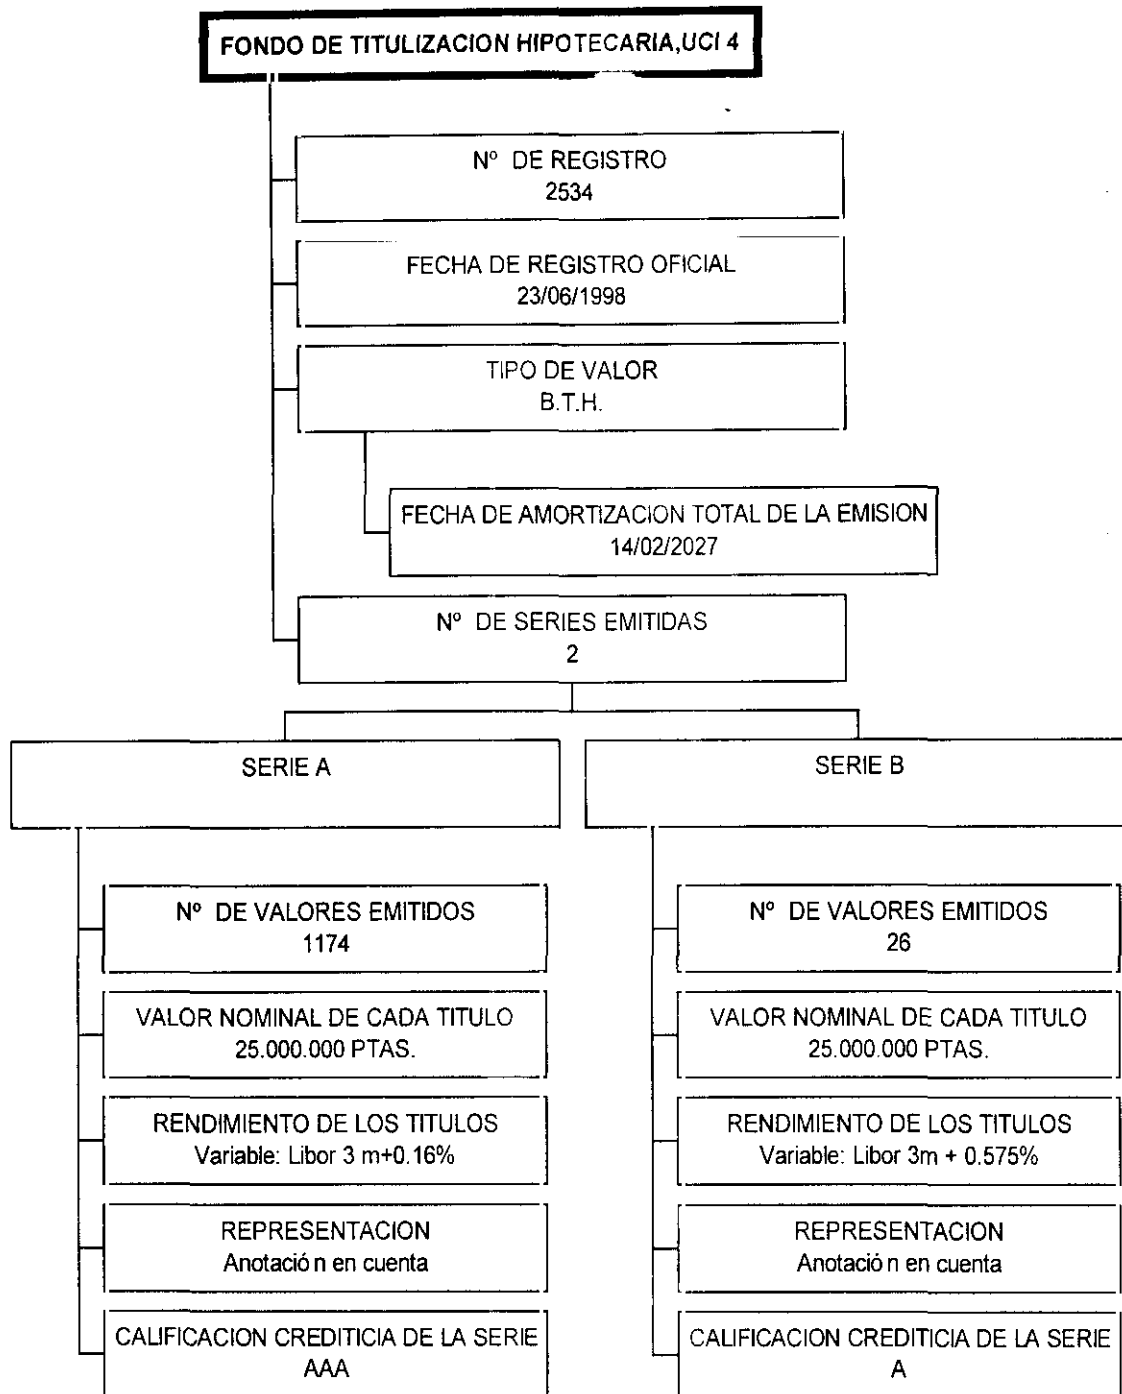 FONDO DE TITULIZACION HIPOTECARIA,UCI 4
Nº DE REGISTRO
2534
FECHA DE REGISTRO OFICIAL
23/06/1998
TIPO DE VALOR
B.T.H.
FECHA DE AMORTIZACION TOTAL DE LA EMISION
14/02/2027
Nº DE SERIES EMITIDAS
2
SERIE A
Nº DE VALORES EMITIDOS
1174
VALOR NOMINAL DE CADA TITULO
25.000.000 PTAS.
RENDIMIENTO DE LOS TITULOS
Variable: Libor 3 m+0.16%
REPRESENTACION
Anotación en cuenta
CALIFICACION CREDITICIA DE LA SERIE
AAA
SERIE B
Nº DE VALORES EMITIDOS
26
VALOR NOMINAL DE CADA TITULO
25.000.000 PTAS.
RENDIMIENTO DE LOS TITULOS
Variable: Libor 3m + 0.575%
REPRESENTACION
Anotación en cuenta
CALIFICACION CREDITICIA DE LA SERIE
A